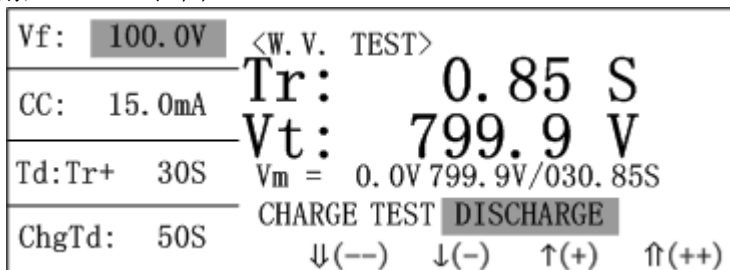 Vf: 100.0V
CC: 15.0mA
Td:Tr+ 30S
ChgTd: 50S
<W.V. TEST>
Tr: 0.85 S
Vt: 799.9 V
Vm = 0.0V 799.9V/030.85S
CHARGE TEST DISCHARGE
⇓(--) ↓(-) ↑(+) ⇑(++)